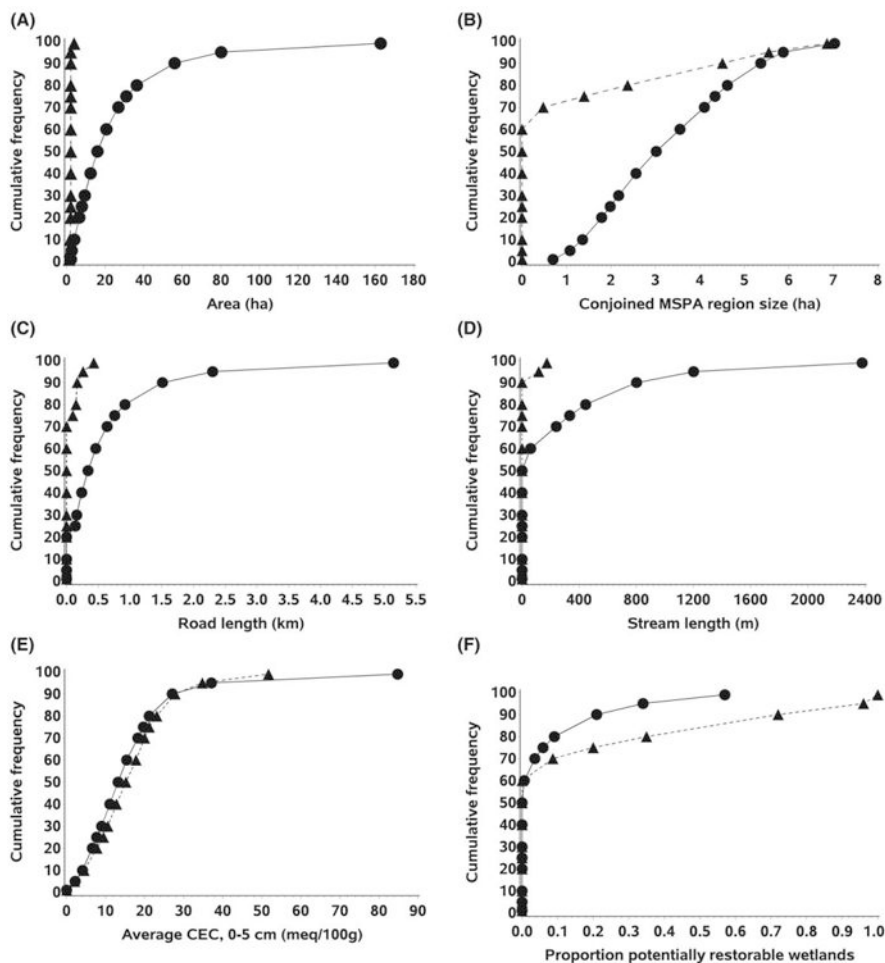 (A)
Cumulative frequency
100
90
80
70
60
50
40
30
20
10
0
0 20 40 60 80 100 120 140 160 180
Area (ha)
(B)
Cumulative frequency
100
90
80
70
60
50
40
30
20
10
0
0 1 2 3 4 5 6 7 8
Conjoined MSPA region size (ha)
(C)
Cumulative frequency
100
90
80
70
60
50
40
30
20
10
0
0.0 0.5 1.0 1.5 2.0 2.5 3.0 3.5 4.0 4.5 5.0 5.5
Road length (km)
(D)
Cumulative frequency
100
90
80
70
60
50
40
30
20
10
0
0 400 800 1200 1600 2000 2400
Stream length (m)
(E)
Cumulative frequency
100
90
80
70
60
50
40
30
20
10
0
0 10 20 30 40 50 60 70 80 90
Average CEC, 0-5 cm (meq/100g)
(F)
Cumulative frequency
100
90
80
70
60
50
40
30
20
10
0
0.0 0.1 0.2 0.3 0.4 0.5 0.6 0.7 0.8 0.9 1.0
Proportion potentially restorable wetlands